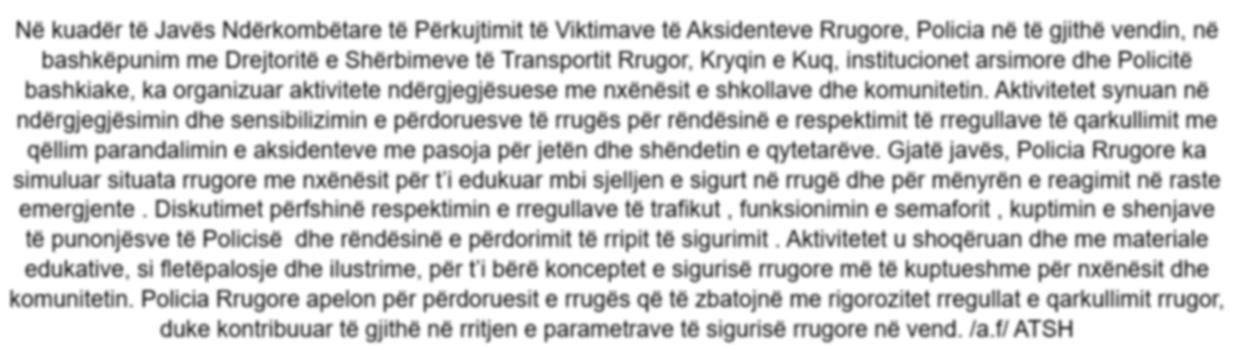 Në kuadër të Javës Ndërkombëtare të Përkujtimit të Viktimave të Aksidenteve Rrugore, Policia në të gjithë vendin, në
bashkëpunim me Drejtoritë e Shërbimeve të Transportit Rrugor, Kryqin e Kuq, institucionet arsimore dhe Policitë
bashkiake, ka organizuar aktivitete ndërgjegjësuese me nxënësit e shkollave dhe komunitetin. Aktivitetet synuan në
ndërgjegjësimin dhe sensibilizimin e përdoruesve të rrugës për rëndësinë e respektimit të rregullave të qarkullimit me
qëllim parandalimin e aksidenteve me pasoja për jetën dhe shëndetin e qytetarëve. Gjatë javës, Policia Rrugore ka
simuluar situata rrugore me nxënësit për t’i edukuar mbi sjelljen e sigurt në rrugë dhe për mënyrën e reagimit në raste
emergjente . Diskutimet përfshinë respektimin e rregullave të trafikut , funksionimin e semaforit , kuptimin e shenjave
të punonjësve të Policisë  dhe rëndësinë e përdorimit të rripit të sigurimit . Aktivitetet u shoqëruan dhe me materiale
edukative, si fletëpalosje dhe ilustrime, për t’i bërë konceptet e sigurisë rrugore më të kuptueshme për nxënësit dhe
komunitetin. Policia Rrugore apelon për përdoruesit e rrugës që të zbatojnë me rigorozitet rregullat e qarkullimit rrugor,
duke kontribuuar të gjithë në rritjen e parametrave të sigurisë rrugore në vend. /a.f/ ATSH